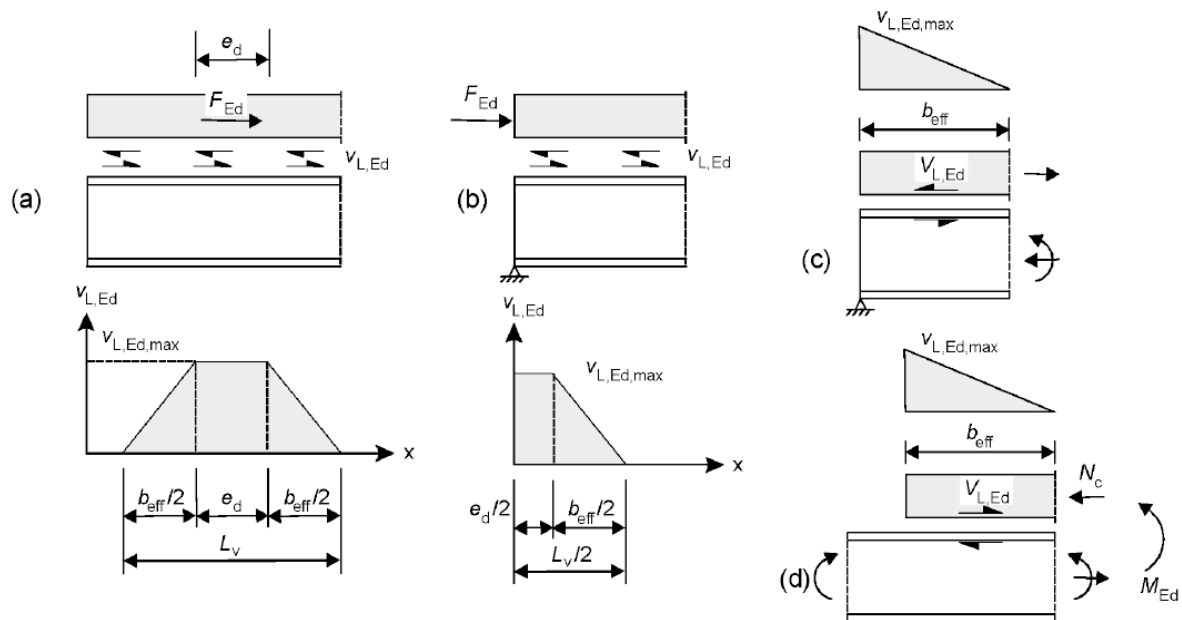 (a)
e_d
F_Ed
v_L,Ed
v_L,Ed
v_L,Ed,max
x
b_eff/2
e_d
b_eff/2
L_v
(b)
F_Ed
v_L,Ed
v_L,Ed,max
x
e_d/2
b_eff/2
L_v/2
(c)
v_L,Ed,max
b_eff
V_L,Ed
(d)
v_L,Ed,max
b_eff
N_c
V_L,Ed
M_Ed